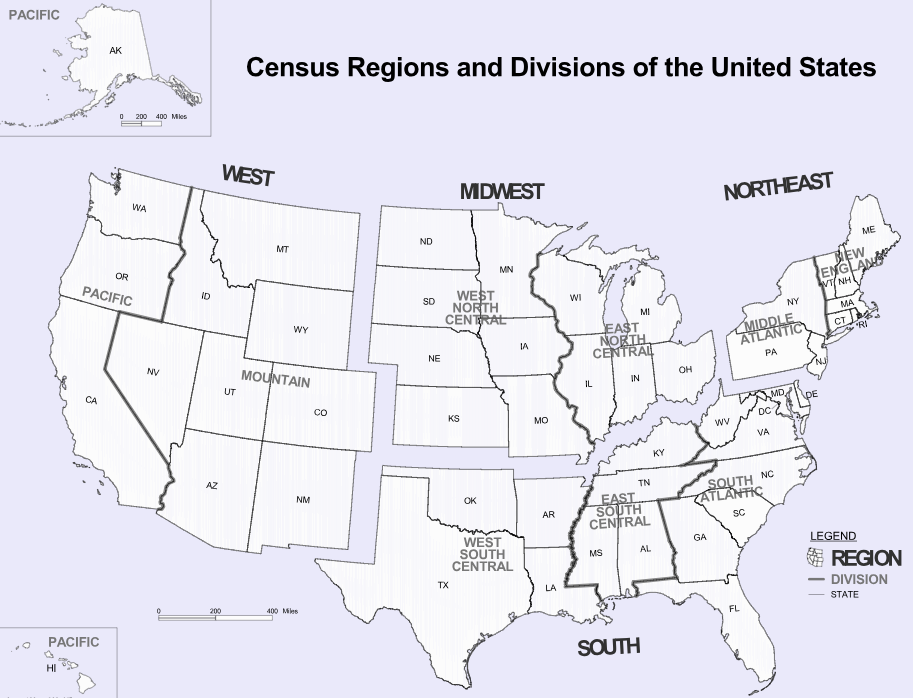 PACIFIC
AK
0 200 400 Miles
Census Regions and Divisions of the United States
WEST
MIDWEST
NORTHEAST
WA
OR
PACIFIC
CA
MT
ID
WY
NV
UT
MOUNTAIN
CO
AZ
NM
ND
MN
SD
WEST
NORTH
CENTRAL
NE
IA
KS
MO
WI
MI
EAST
NORTH
CENTRAL
IL
IN
OH
ME
NEW
ENGLAND
VT
NH
NY
MA
CT
RI
MIDDLE
ATLANTIC
PA
NJ
MD
DE
DC
WV
VA
KY
TN
NC
SOUTH
ATLANTIC
SC
EAST
SOUTH
CENTRAL
MS
AL
GA
FL
OK
AR
WEST
SOUTH
CENTRAL
TX
LA
SOUTH
LEGEND
REGION
DIVISION
STATE
0 200 400 Miles
PACIFIC
HI